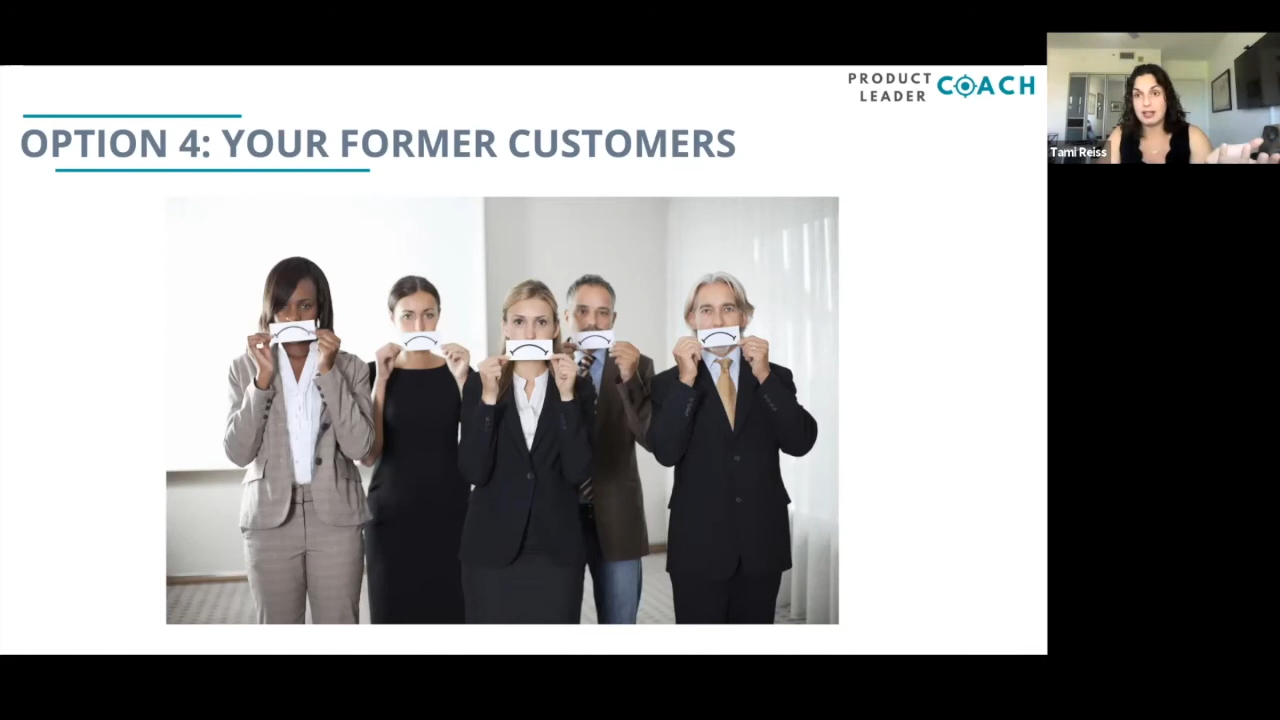 PRODUCT
LEADER COACH
OPTION 4: YOUR FORMER CUSTOMERS
Tami Reiss